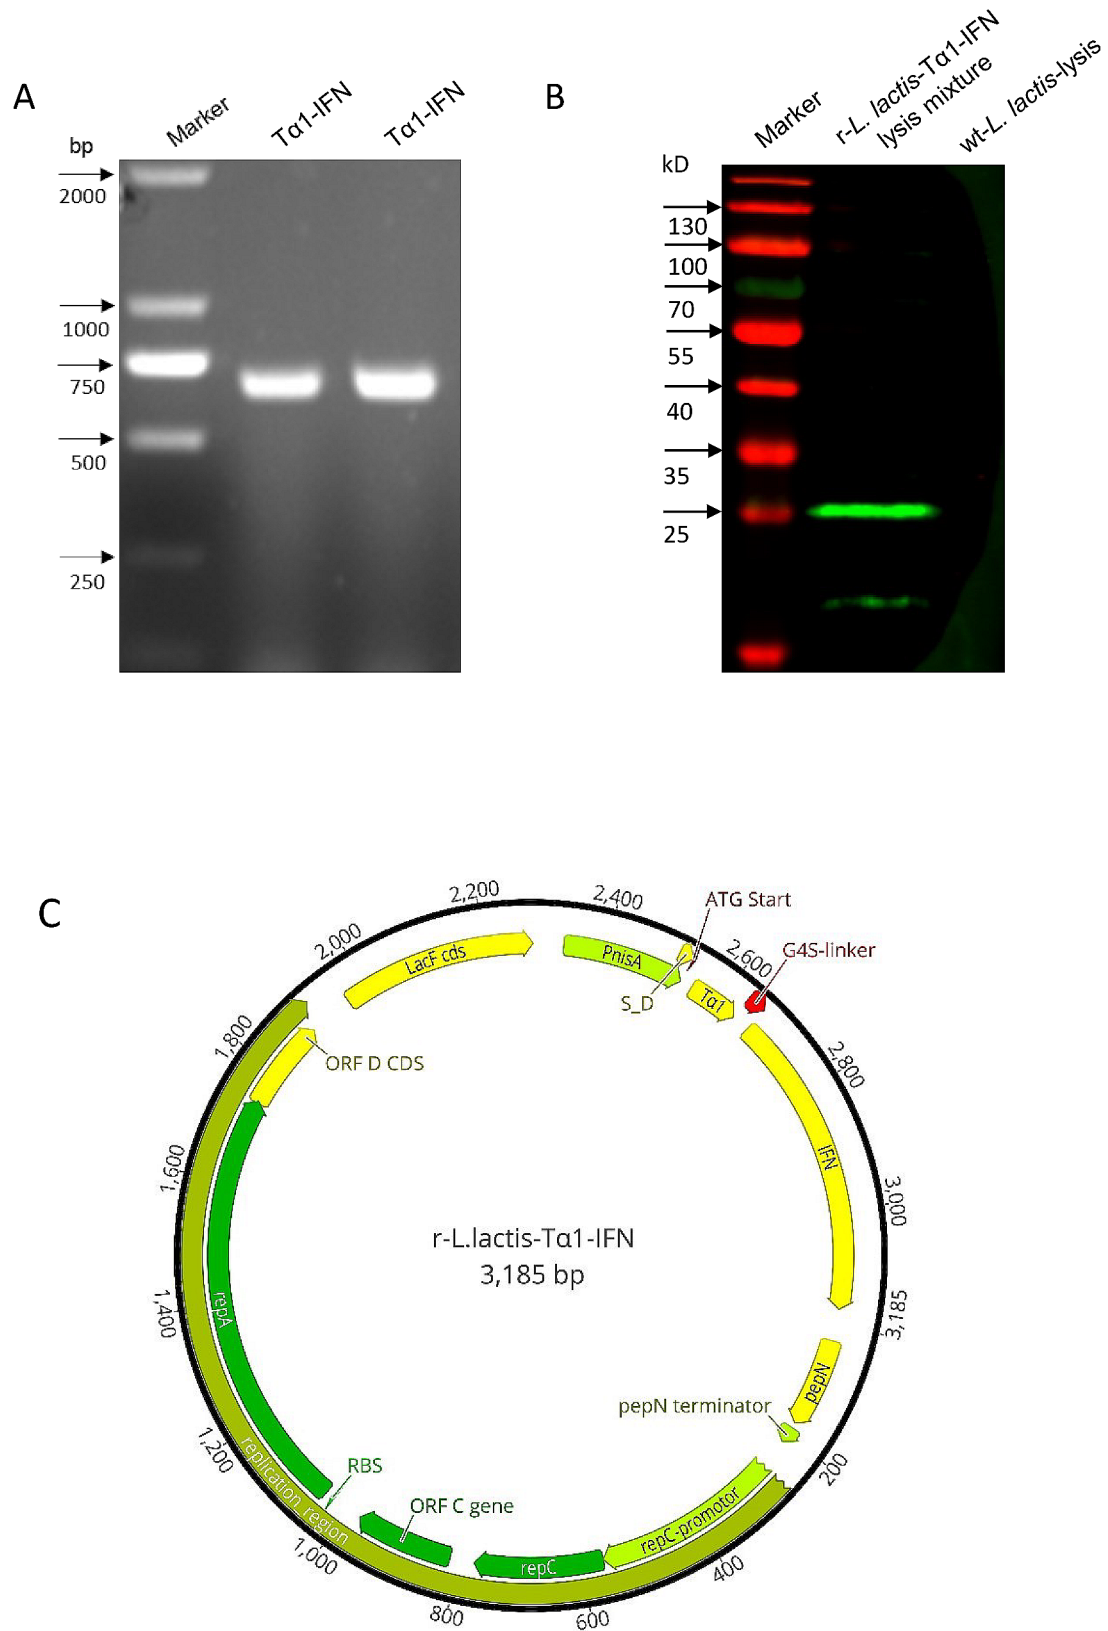 A
bp
Marker
Tα1-IFN
Tα1-IFN
2000
1000
750
500
250
B
kD
Marker
r-L. lactis-Tα1-IFN
lysis mixture
wt-L. lactis-lysis
130
100
70
55
40
35
25
C
2,200
2,400
ATG Start
2,000
LacF cds
PnisA
2,600
G4S-linker
S_D
Tα1
1,800
ORF D CDS
2,800
IFN
1,600
3,000
r-L.lactis-Tα1-IFN
3,185 bp
repA
1,400
3,185
pepN
pepN terminator
1,200
replication region
RBS
200
ORF C gene
repC-promotor
1,000
repC
400
800
600